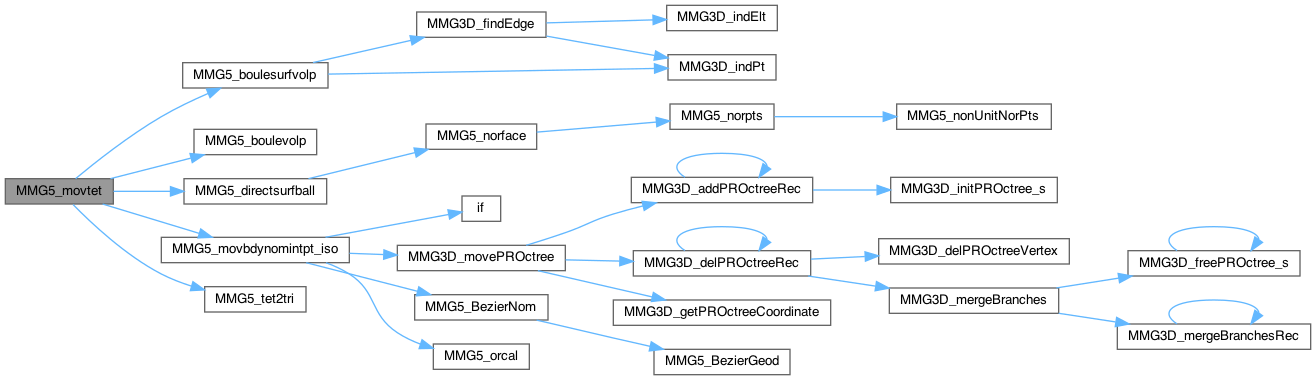 MMG3D_indElt
MMG3D_findEdge
MMG3D_indPt
MMG5_boulesurfvolp
MMG5_norpts
MMG5_nonUnitNorPts
MMG5_norface
MMG5_boulevolp
MMG5_movtet
MMG5_directsurfball
MMG3D_addPROctreeRec
MMG3D_initPROctree_s
if
MMG5_movbdynomintpt_iso
MMG3D_movePROctree
MMG3D_delPROctreeRec
MMG3D_delPROctreeVertex
MMG3D_freePROctree_s
MMG5_tet2tri
MMG5_BezierNom
MMG3D_getPROctreeCoordinate
MMG3D_mergeBranches
MMG3D_mergeBranchesRec
MMG5_orcal
MMG5_BezierGeod